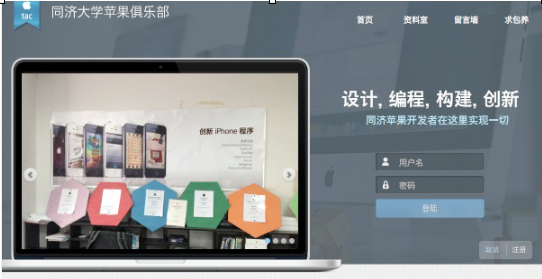 tac
同济大学苹果俱乐部
首页
资料室
留言墙
求包养
创新 iPhone 程序
设计, 编程, 构建, 创新
同济苹果开发者在这里实现一切
用户名
密码
登陆
取消
注册